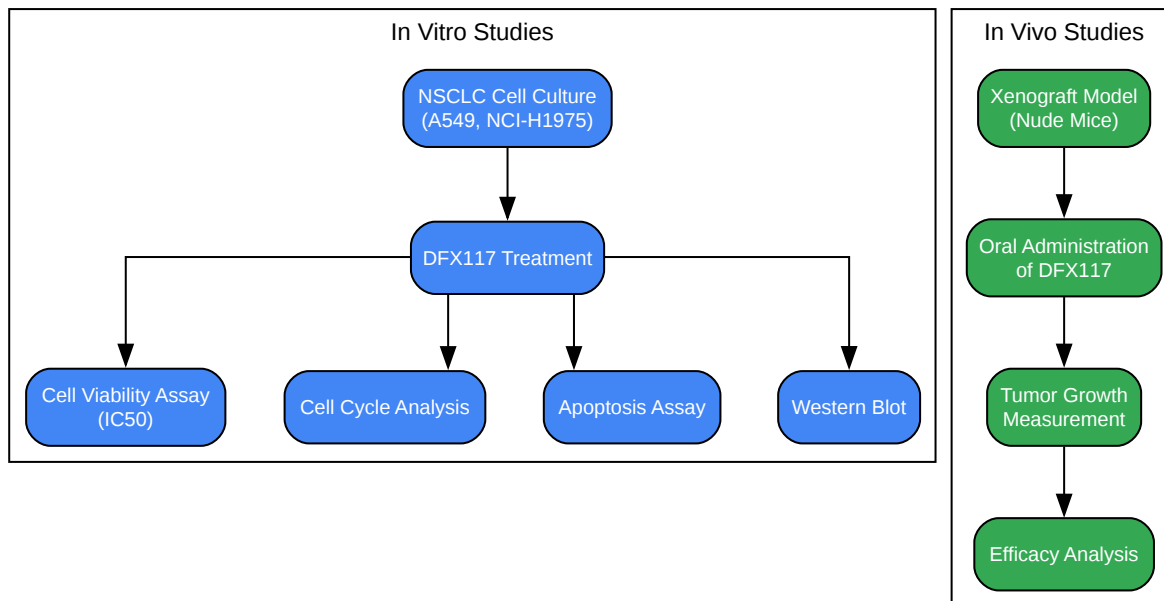 In Vitro Studies
NSCLC Cell Culture
(A549, NCI-H1975)
DFX117 Treatment
Cell Viability Assay
(IC50)
Cell Cycle Analysis
Apoptosis Assay
Western Blot
In Vivo Studies
Xenograft Model
(Nude Mice)
Oral Administration
of DFX117
Tumor Growth
Measurement
Efficacy Analysis